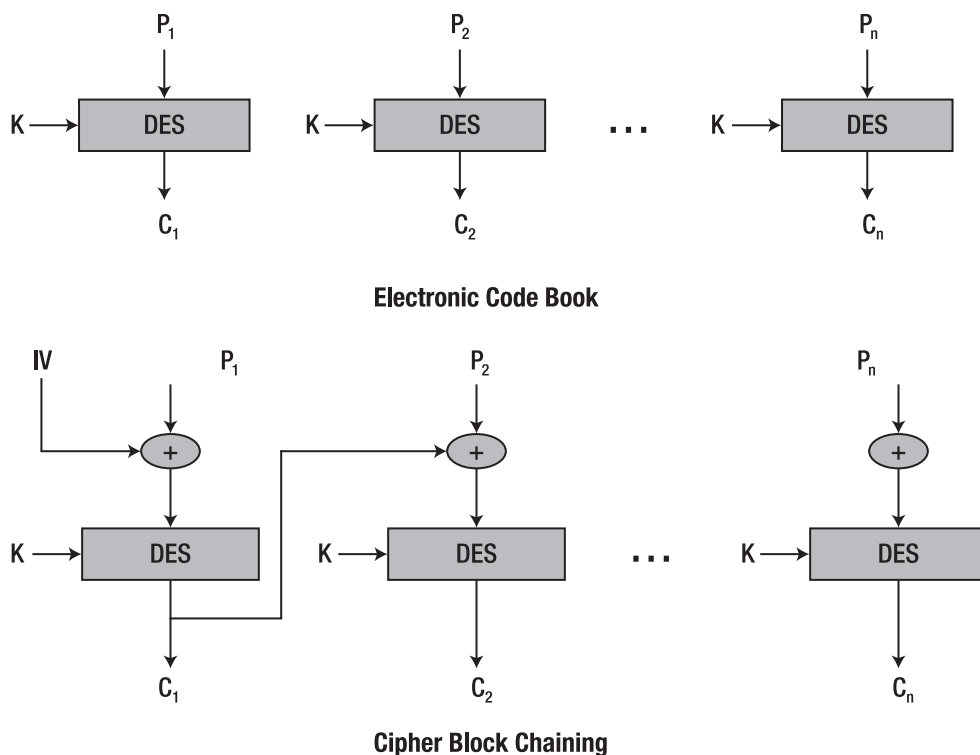 P1 P2 Pn
K DES K DES ... K DES
C1 C2 Cn
Electronic Code Book
IV P1 P2 Pn
+ + +
K DES K DES ... K DES
C1 C2 Cn
Cipher Block Chaining